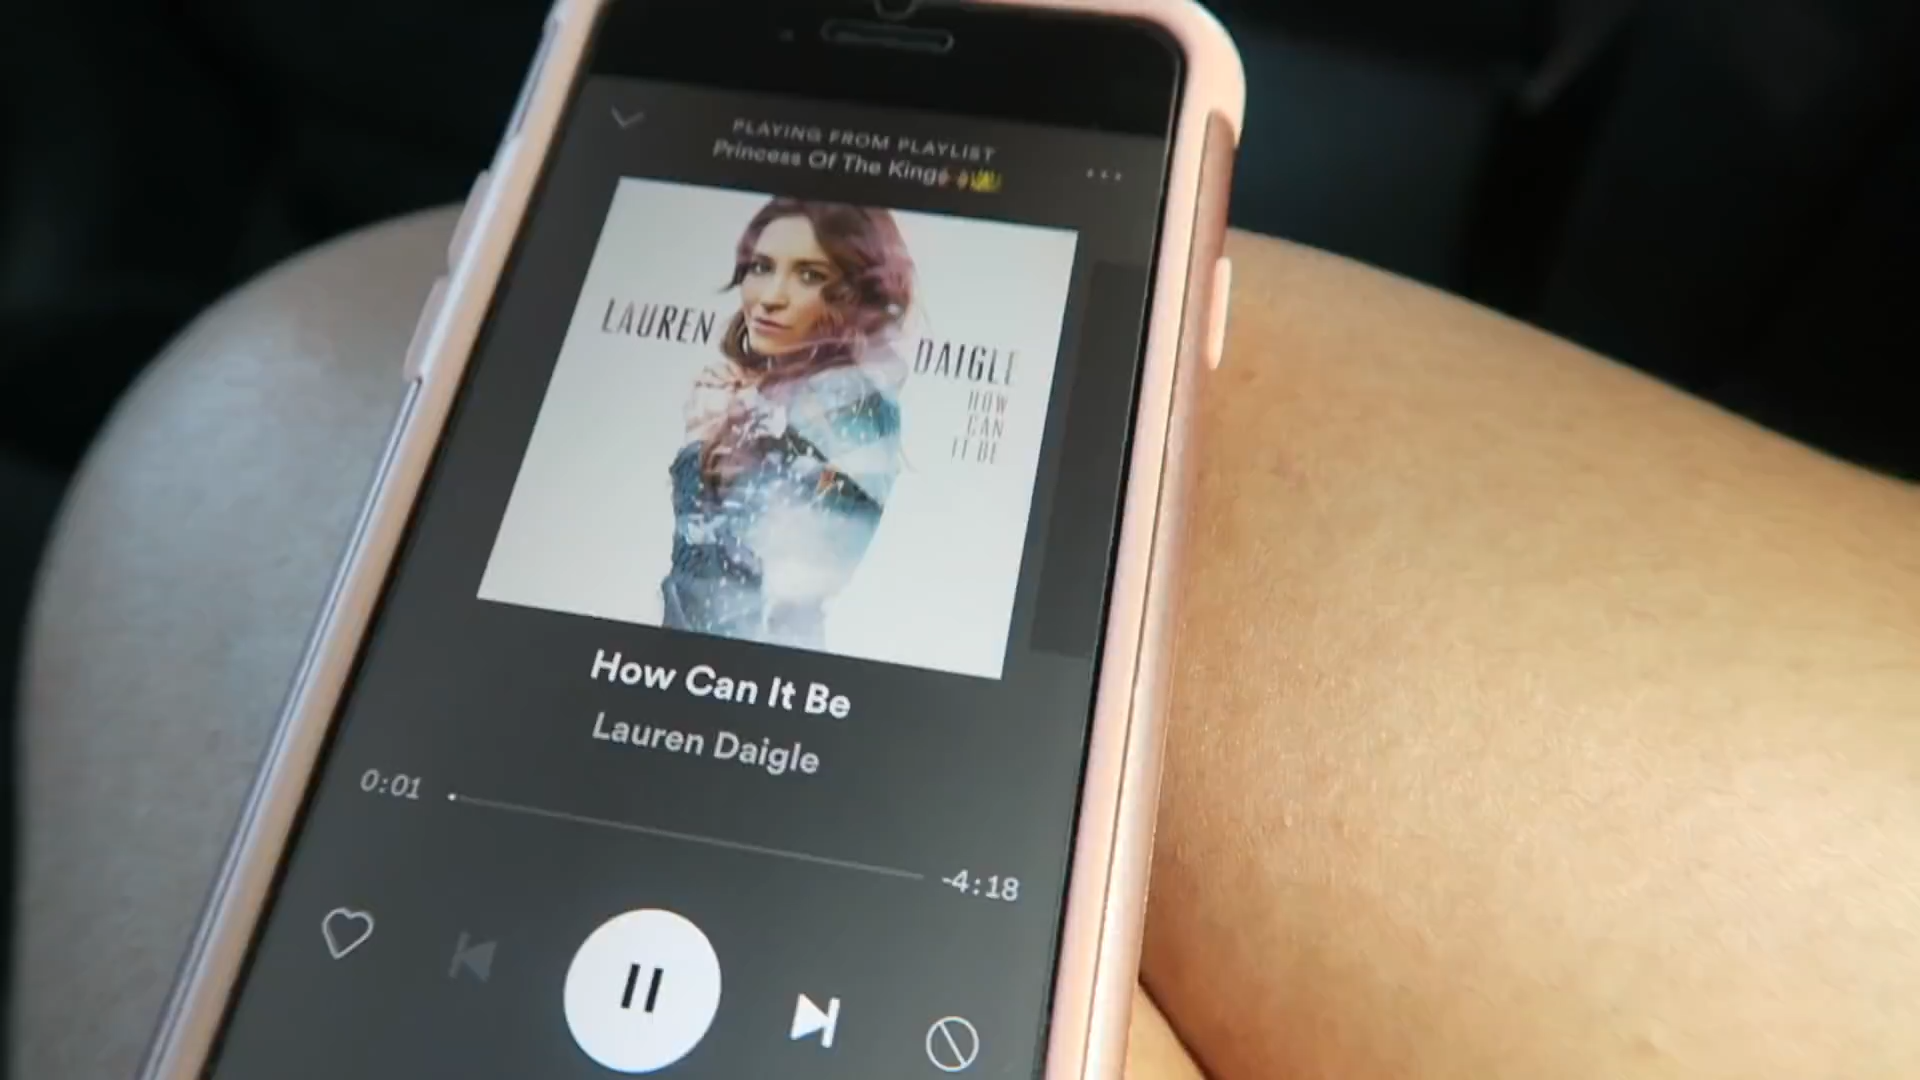 PLAYING FROM PLAYLIST
Princess Of The King
LAUREN DAIGLE
HOW
CAN
IT BE
How Can It Be
Lauren Daigle
0:01
-4:18